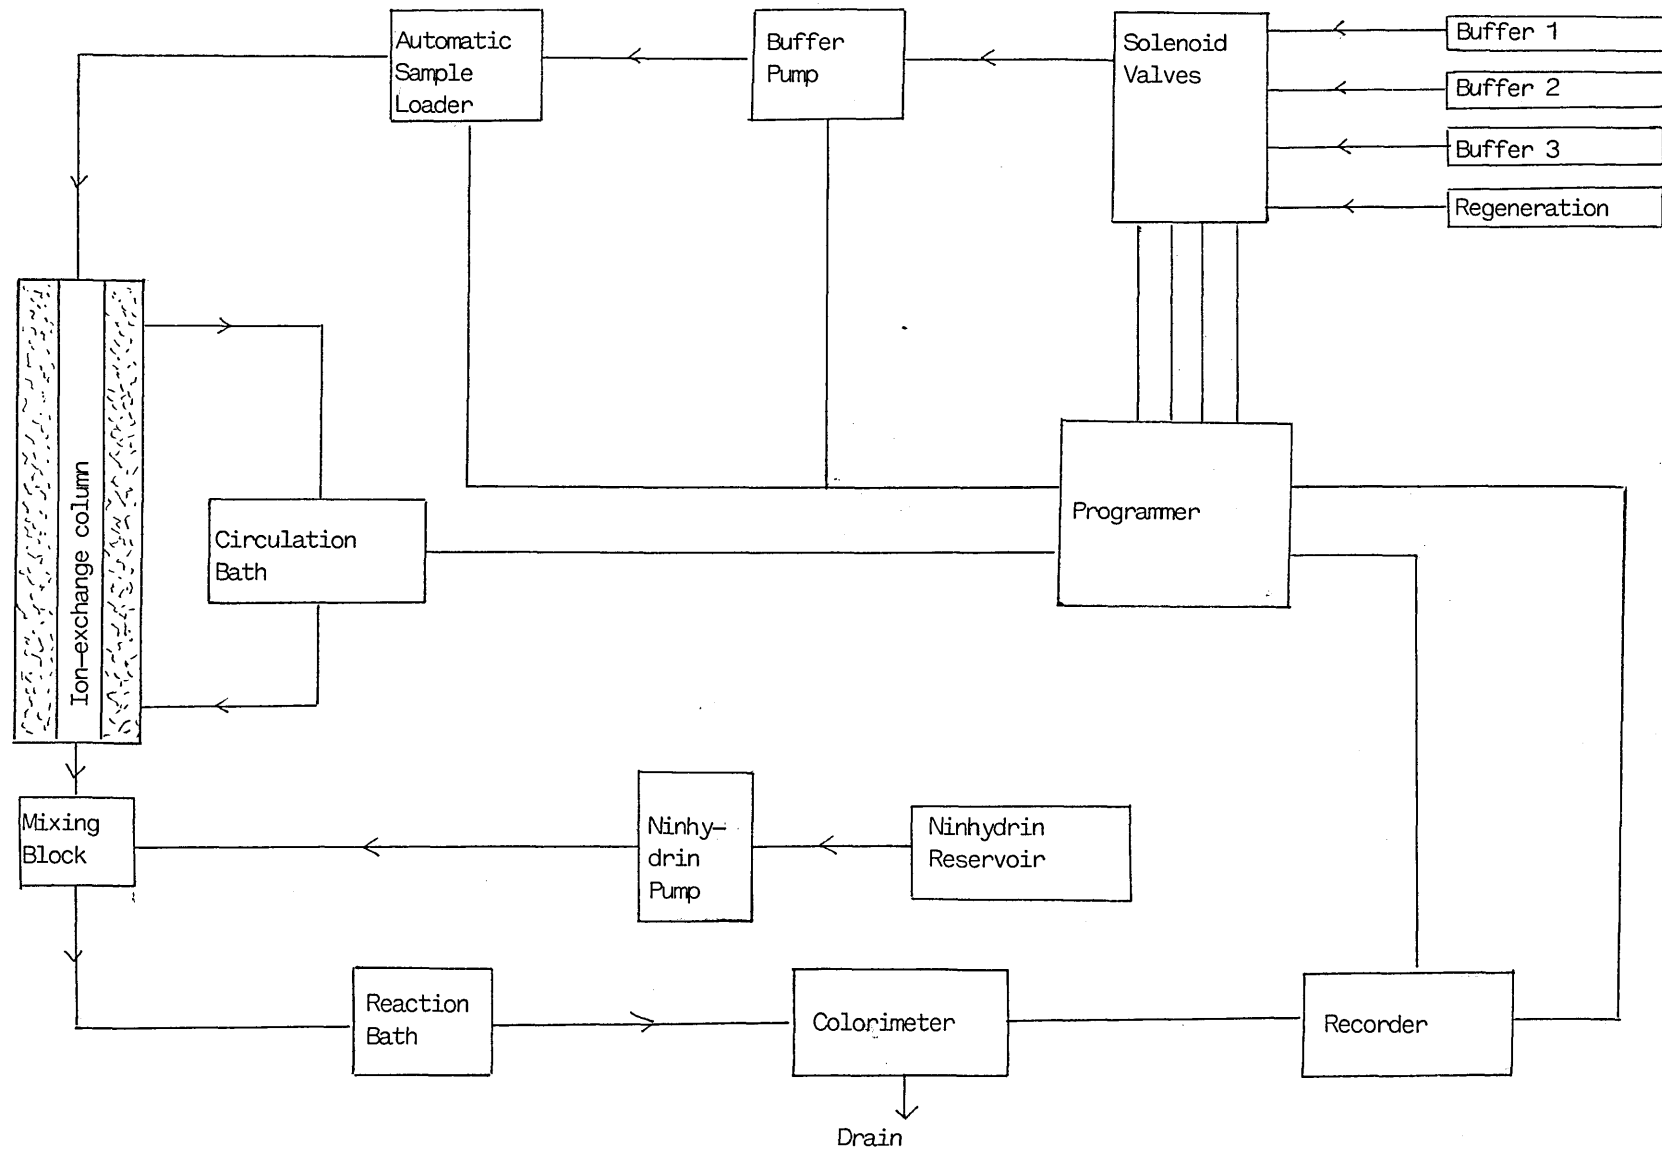 Automatic
Sample
Loader
Buffer
Pump
Solenoid
Valves
Buffer 1
Buffer 2
Buffer 3
Regeneration
Ion-exchange column
Circulation
Bath
Programmer
Mixing
Block
Ninhy-
drin
Pump
Ninhydrin
Reservoir
Reaction
Bath
Colorimeter
Recorder
Drain